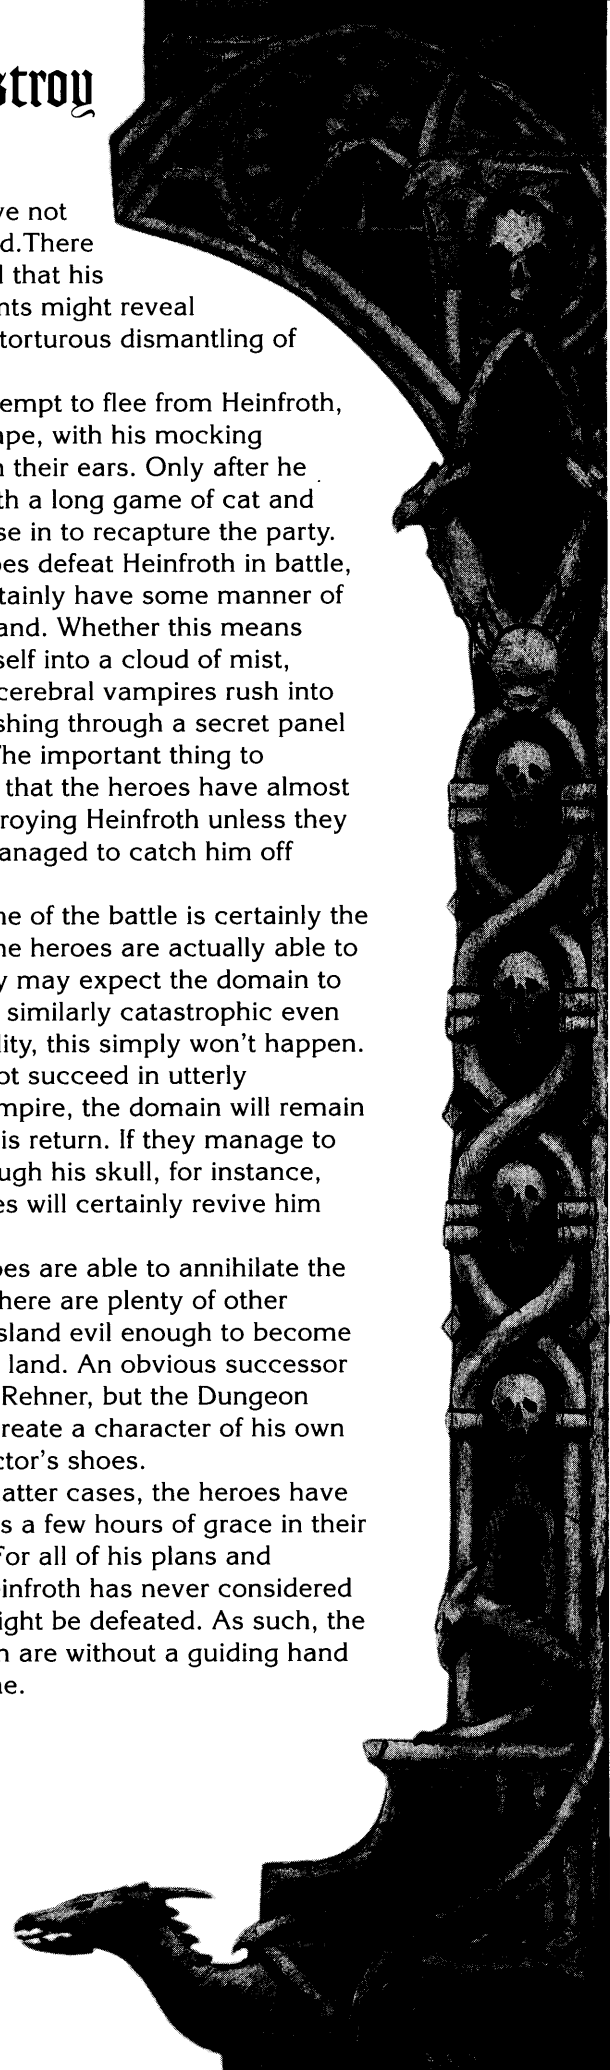 stroy
ve not
d.There
l that his
nts might reveal
torturous dismantling of
empt to flee from Heinfroth,
ape, with his mocking
n their ears. Only after he
th a long game of cat and
se in to recapture the party.
oes defeat Heinfroth in battle,
tainly have some manner of
and. Whether this means
self into a cloud of mist,
cerebral vampires rush into
shing through a secret panel
The important thing to
that the heroes have almost
roying Heinfroth unless they
anaged to catch him off
ne of the battle is certainly the
he heroes are actually able to
y may expect the domain to
similarly catastrophic even
lity, this simply won't happen.
ot succeed in utterly
mpire, the domain will remain
is return. If they manage to
ugh his skull, for instance,
es will certainly revive him
oes are able to annihilate the
here are plenty of other
sland evil enough to become
land. An obvious successor
Rehner, but the Dungeon
reate a character of his own
ctor's shoes.
atter cases, the heroes have
s a few hours of grace in their
For all of his plans and
einfroth has never considered
ight be defeated. As such, the
n are without a guiding hand
ne.